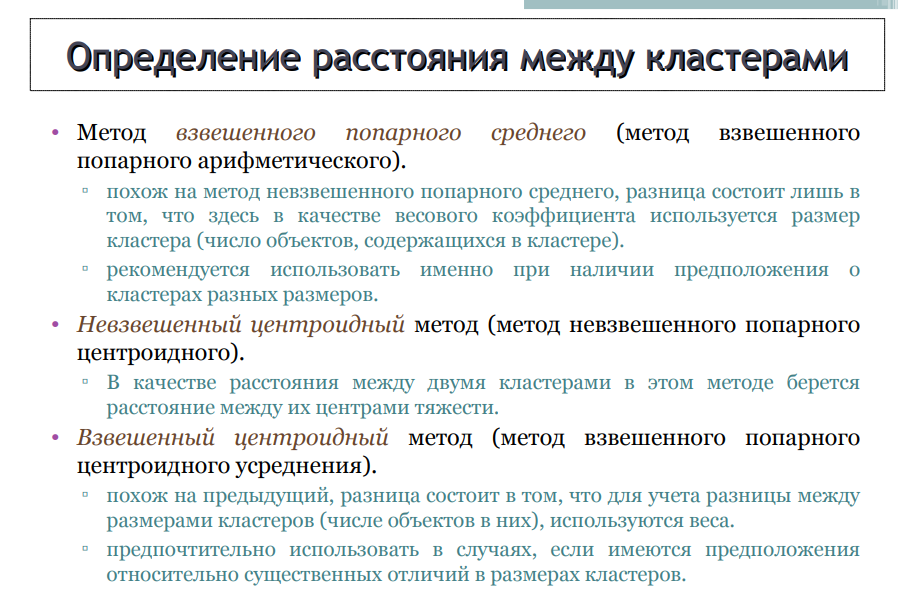 Определение расстояния между кластерами
• Метод взвешенного попарного среднего (метод взвешенного
попарного арифметического).
▫ похож на метод невзвешенного попарного среднего, разница состоит лишь в
том, что здесь в качестве весового коэффициента используется размер
кластера (число объектов, содержащихся в кластере).
▫ рекомендуется использовать именно при наличии предположения о
кластерах разных размеров.
• Невзвешенный центроидный метод (метод невзвешенного попарного
центроидного).
▫ В качестве расстояния между двумя кластерами в этом методе берется
расстояние между их центрами тяжести.
• Взвешенный центроидный метод (метод взвешенного попарного
центроидного усреднения).
▫ похож на предыдущий, разница состоит в том, что для учета разницы между
размерами кластеров (числе объектов в них), используются веса.
▫ предпочтительно использовать в случаях, если имеются предположения
относительно существенных отличий в размерах кластеров.